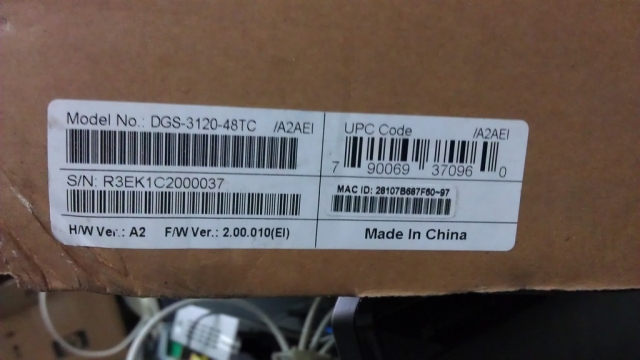 Model No.: DGS-3120-48TC /A2AEI
S/N: R3EK1C2000037
H/W Ver.: A2 F/W Ver.: 2.00.010(EI)
UPC Code /A2AEI
7 90069 37096 0
MAC ID: 28107B687F60~97
Made In China